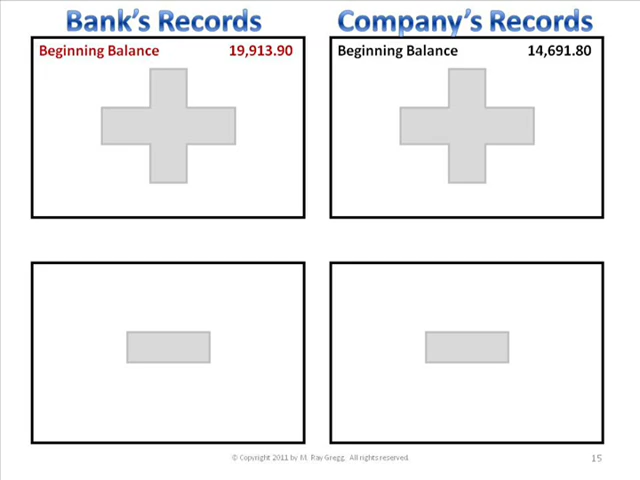 Bank's Records
Company's Records
Beginning Balance 19,913.90
Beginning Balance 14,691.80
© Copyright 2011 by M. Ray Gregg. All rights reserved.
15